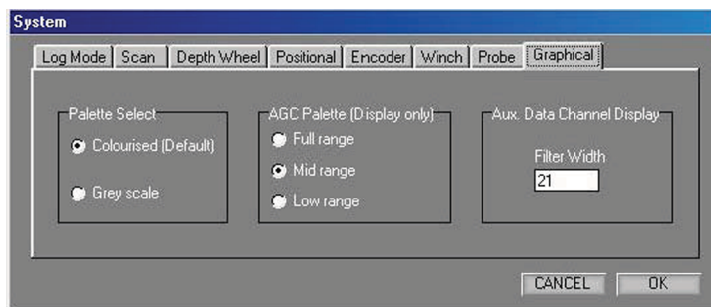 System
Log Mode Scan Depth Wheel Positional Encoder Winch Probe Graphical
Palette Select
Colourised (Default)
Grey scale
AGC Palette (Display only)
Full range
Mid range
Low range
Aux. Data Channel Display
Filter Width
21
CANCEL OK